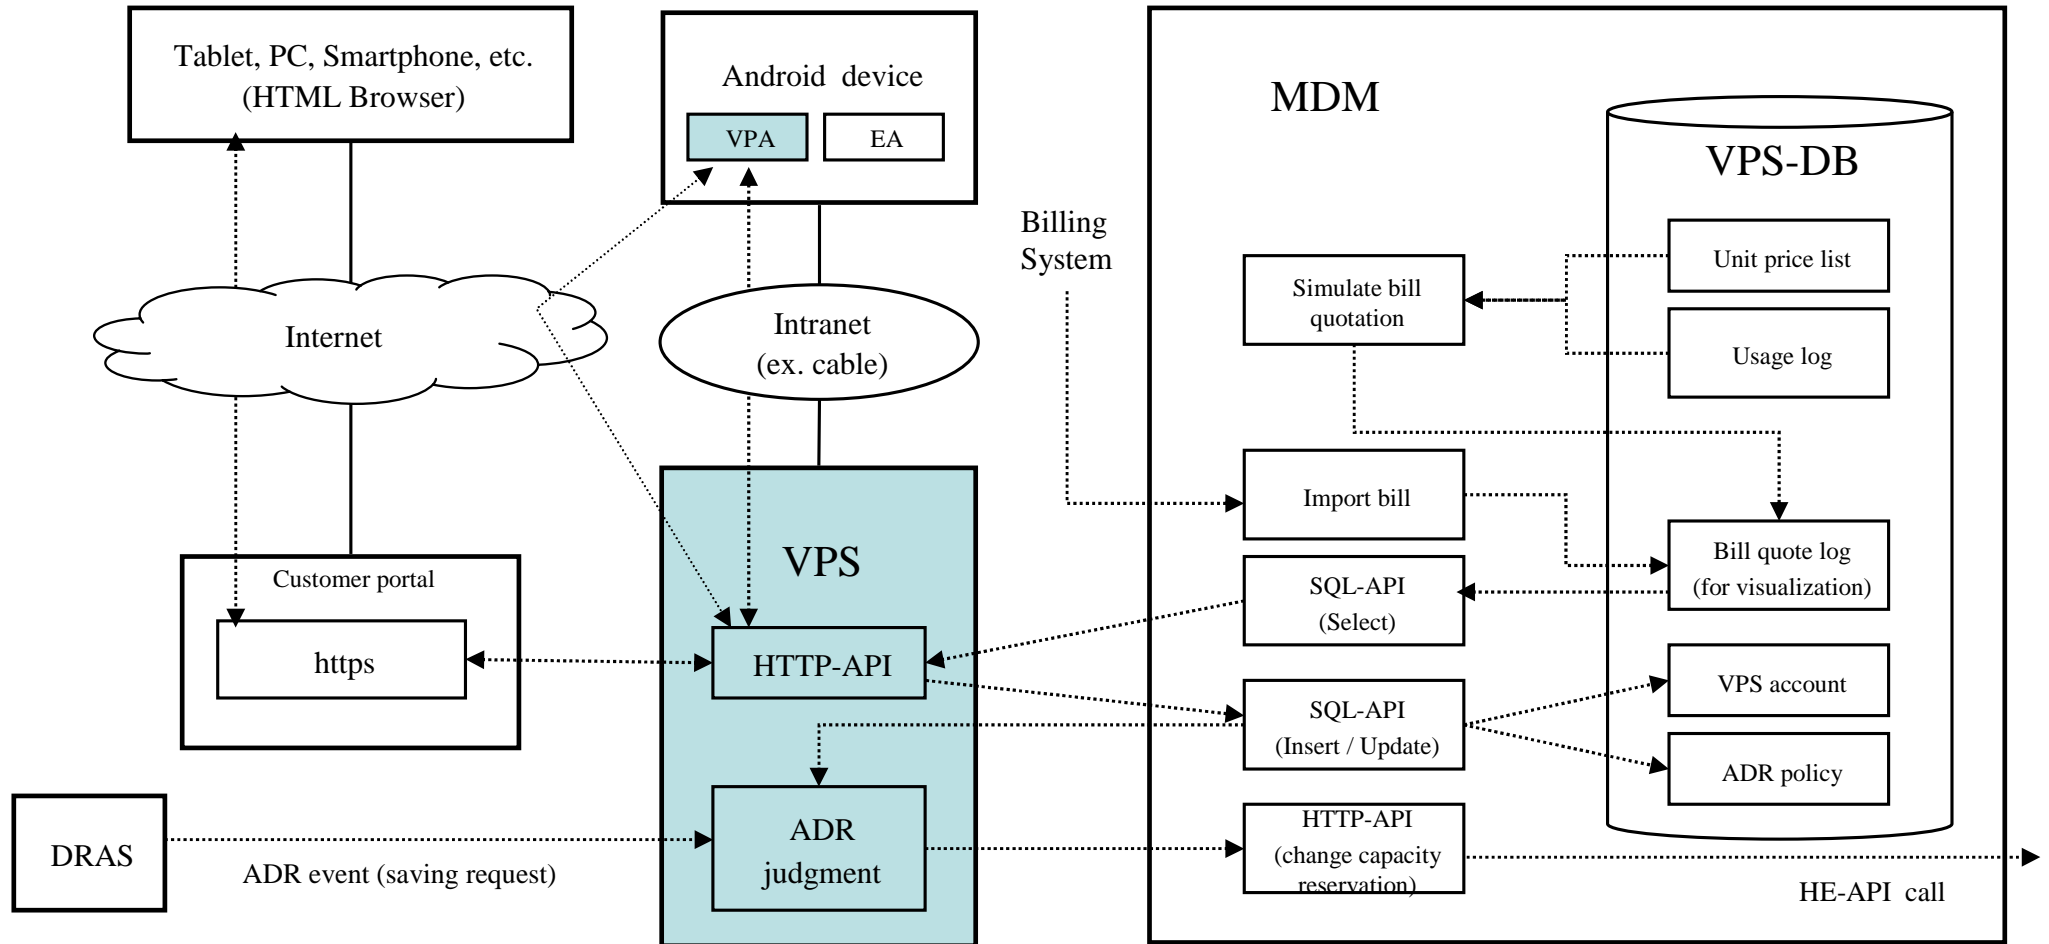 Tablet, PC, Smartphone, etc.
(HTML Browser)
Android device
VPA
EA
Internet
Intranet
(ex. cable)
Customer portal
https
VPS
HTTP-API
ADR
judgment
DRAS
ADR event (saving request)
Billing
System
MDM
VPS-DB
Simulate bill
quotation
Unit price list
Usage log
Import bill
Bill quote log
(for visualization)
SQL-API
(Select)
SQL-API
(Insert / Update)
VPS account
ADR policy
HTTP-API
(change capacity
reservation)
HE-API call